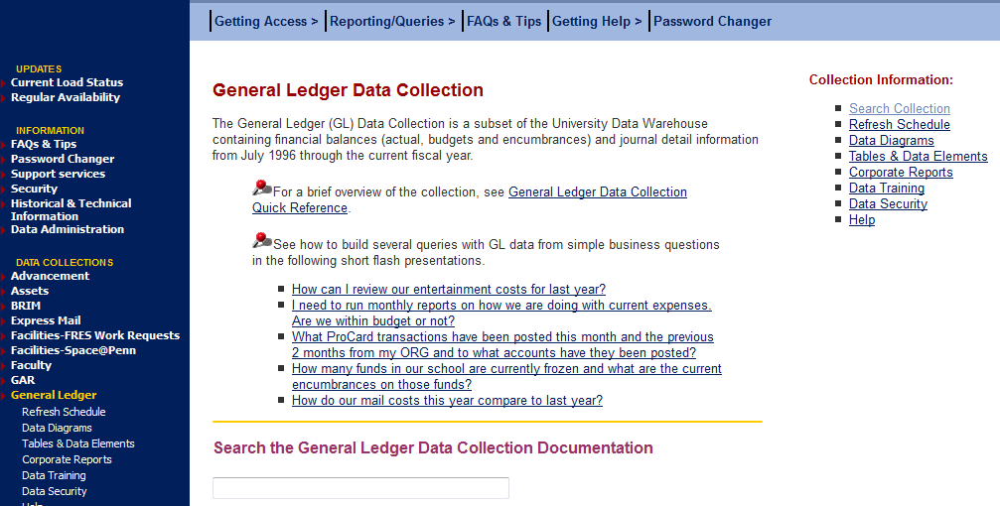 Getting Access >
Reporting/Queries >
FAQs & Tips
Getting Help >
Password Changer
UPDATES
Current Load Status
Regular Availability
INFORMATION
FAQs & Tips
Password Changer
Support services
Security
Historical & Technical
Information
Data Administration
DATA COLLECTIONS
Advancement
Assets
BRIM
Express Mail
Facilities-FRES Work Requests
Facilities-Space@Penn
Faculty
GAR
General Ledger
Refresh Schedule
Data Diagrams
Tables & Data Elements
Corporate Reports
Data Training
Data Security
General Ledger Data Collection
The General Ledger (GL) Data Collection is a subset of the University Data Warehouse
containing financial balances (actual, budgets and encumbrances) and journal detail information
from July 1996 through the current fiscal year.
For a brief overview of the collection, see General Ledger Data Collection
Quick Reference.
See how to build several queries with GL data from simple business questions
in the following short flash presentations.
How can I review our entertainment costs for last year?
I need to run monthly reports on how we are doing with current expenses.
Are we within budget or not?
What ProCard transactions have been posted this month and the previous
2 months from my ORG and to what accounts have they been posted?
How many funds in our school are currently frozen and what are the current
encumbrances on those funds?
How do our mail costs this year compare to last year?
Search the General Ledger Data Collection Documentation
Collection Information:
Search Collection
Refresh Schedule
Data Diagrams
Tables & Data Elements
Corporate Reports
Data Training
Data Security
Help